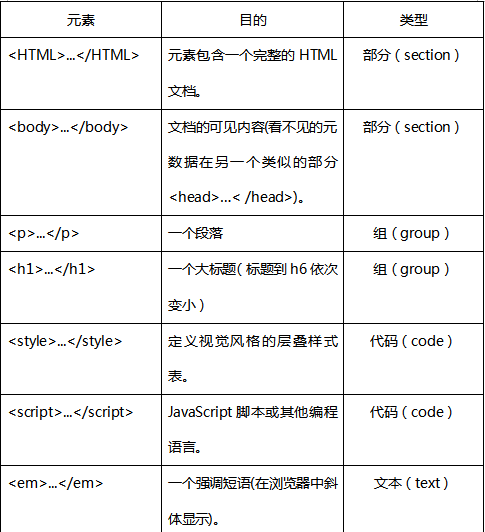 元素 目的 类型
<HTML>...</HTML> 元素包含一个完整的 HTML 部分（section）
文档。
<body>...</body> 文档的可见内容(看不见的元 部分（section）
数据在另一个类似的部分
<head>...< /head>)。
<p>...</p> 一个段落 组（group）
<h1>...</h1> 一个大标题( 标题到 h6 依次 组（group）
变小）
<style>...</style> 定义视觉风格的层叠样式 代码（code）
表。
<script>...</script> JavaScript 脚本或其他编程 代码（code）
语言。
<em>...</em> 一个强调短语(在浏览器中斜 文本（text）
体显示)。